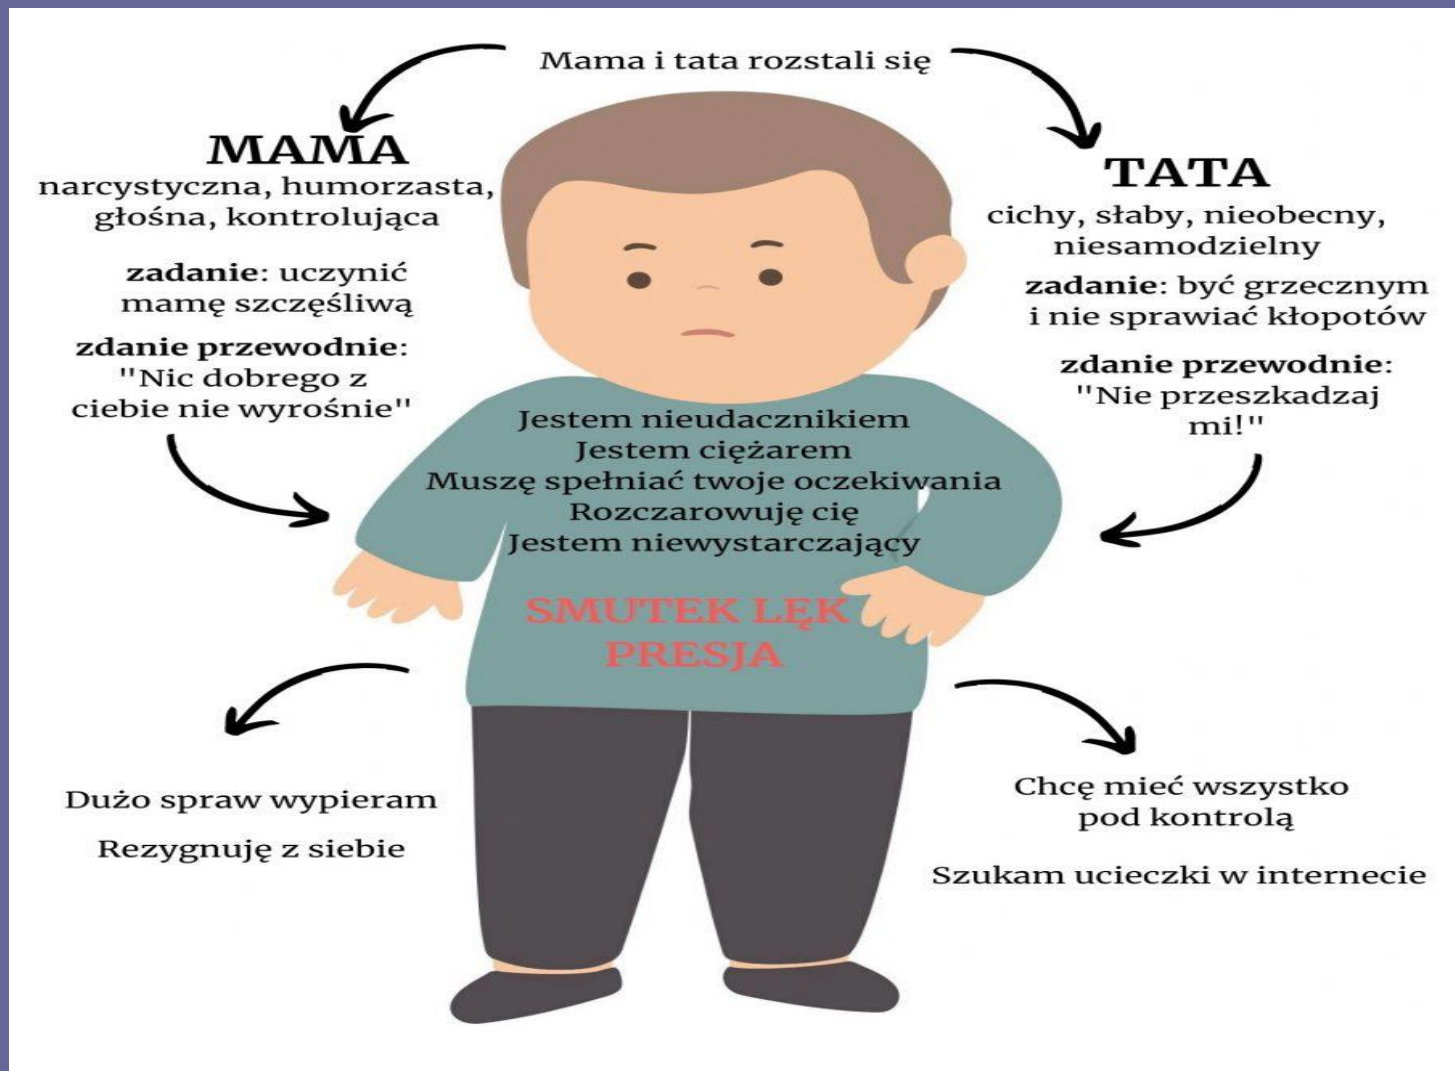 Mama i tata rozstali się
MAMA
narcystyczna, humorzasta,
głośna, kontrolująca
zadanie: uczynić
mamę szczęśliwą
zdanie przewodnie:
"Nic dobrego z
ciebie nie wyrośnie"
TATA
cichy, słaby, nieobecny,
niesamodzielny
zadanie: być grzecznym
i nie sprawiać kłopotów
zdanie przewodnie:
"Nie przeszkadzaj
mi!"
Jestem nieudacznikiem
Jestem ciężarem
Muszę spełniać twoje oczekiwania
Rozczarowuję cię
Jestem niewystarczający
SMUTEK LĘK
PRESJA
Dużo spraw wypieram
Rezygnuję z siebie
Chcę mieć wszystko
pod kontrolą
Szukam ucieczki w internecie